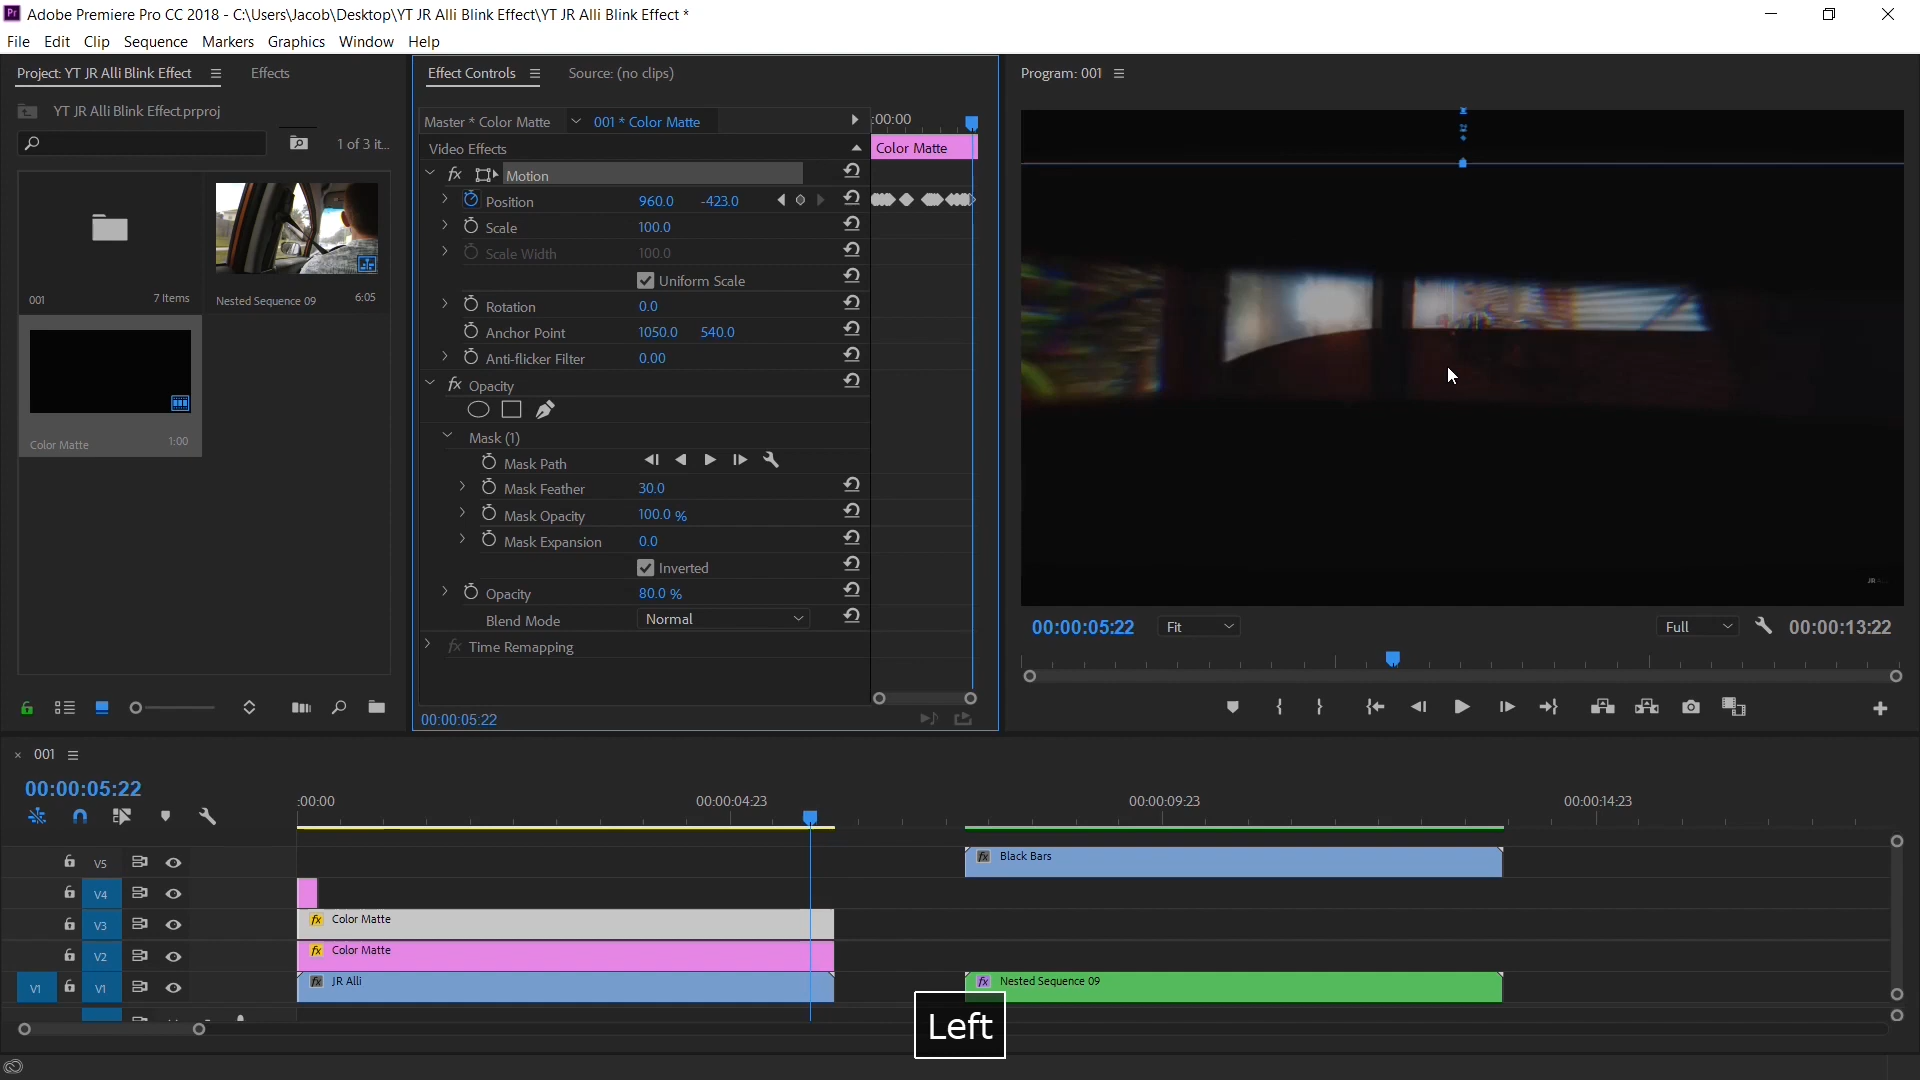 Adobe Premiere Pro CC 2018 - C:\Users\Jacob\Desktop\YT JR Alli Blink Effect\YT JR Alli Blink Effect *
File Edit Clip Sequence Markers Graphics Window Help
Project: YT JR Alli Blink Effect
Effects
YT JR Alli Blink Effect.prproj
1 of 3 it...
001
7 Items
Nested Sequence 09
6:05
Color Matte
1:00
Effect Controls
Source: (no clips)
Master * Color Matte
001 * Color Matte
:00:00
Video Effects
Color Matte
fx Motion
Position 960.0 -423.0
Scale 100.0
Scale Width 100.0
Uniform Scale
Rotation 0.0
Anchor Point 1050.0 540.0
Anti-flicker Filter 0.00
fx Opacity
Mask (1)
Mask Path
Mask Feather 30.0
Mask Opacity 100.0 %
Mask Expansion 0.0
Inverted
Opacity 80.0 %
Blend Mode Normal
fx Time Remapping
00:00:05:22
Program: 001
00:00:05:22
Fit
Full
00:00:13:22
001
00:00:05:22
:00:00
00:00:04:23
00:00:09:23
00:00:14:23
V5
fx Black Bars
V4
V3
fx Color Matte
V2
fx Color Matte
V1 V1
fx JR Alli
fx Nested Sequence 09
Left